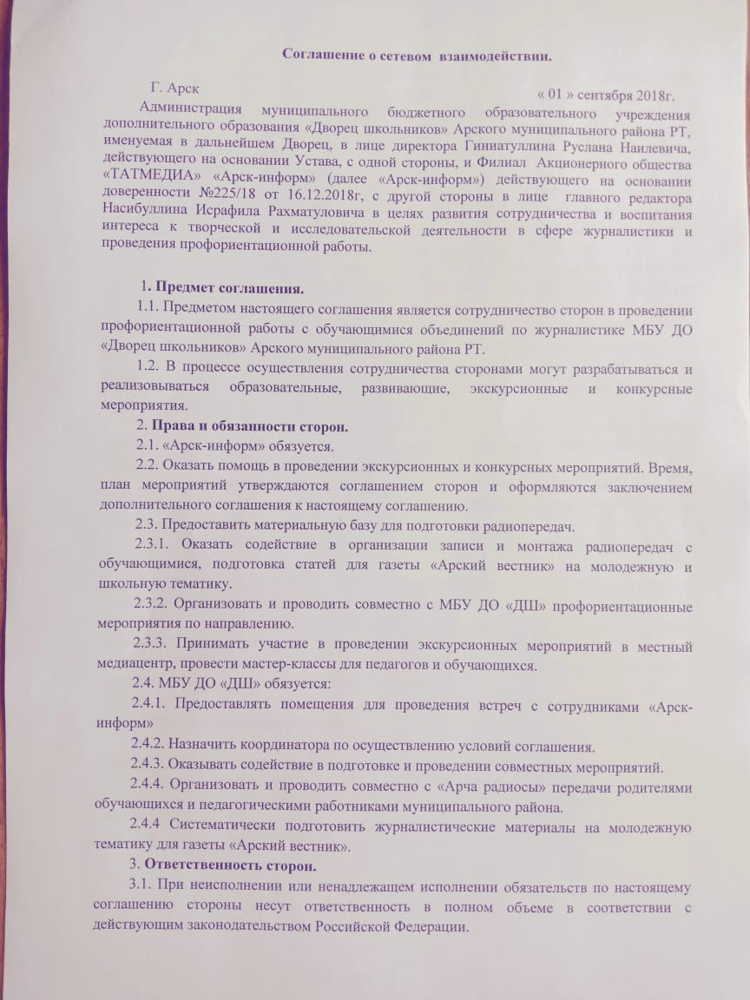 Соглашение о сетевом взаимодействии.
Г. Арск « 01 » сентября 2018г.
Администрация муниципального бюджетного образовательного учреждения
дополнительного образования «Дворец школьников» Арского муниципального района РТ,
именуемая в дальнейшем Дворец, в лице директора Гиниатуллина Руслана Наилевича,
действующего на основании Устава, с одной стороны, и Филиал Акционерного общества
«ТАТМЕДИА» «Арск-информ» (далее «Арск-информ») действующего на основании
доверенности №225/18 от 16.12.2018г, с другой стороны в лице главного редактора
Насибуллина Исрафила Рахматуловича в целях развития сотрудничества и воспитания
интереса к творческой и исследовательской деятельности в сфере журналистики и
проведения профориентационной работы.
1. Предмет соглашения.
1.1. Предметом настоящего соглашения является сотрудничество сторон в проведении
профориентационной работы с обучающимися объединений по журналистике МБУ ДО
«Дворец школьников» Арского муниципального района РТ.
1.2. В процессе осуществления сотрудничества сторонами могут разрабатываться и
реализовываться образовательные, развивающие, экскурсионные и конкурсные
мероприятия.
2. Права и обязанности сторон.
2.1. «Арск-информ» обязуется.
2.2. Оказать помощь в проведении экскурсионных и конкурсных мероприятий. Время,
план мероприятий утверждаются соглашением сторон и оформляются заключением
дополнительного соглашения к настоящему соглашению.
2.3. Предоставить материальную базу для подготовки радиопередач.
2.3.1. Оказать содействие в организации записи и монтажа радиопередач с
обучающимися, подготовка статей для газеты «Арский вестник» на молодежную и
школьную тематику.
2.3.2. Организовать и проводить совместно с МБУ ДО «ДШ» профориентационные
мероприятия по направлению.
2.3.3. Принимать участие в проведении экскурсионных мероприятий в местный
медиацентр, провести мастер-классы для педагогов и обучающихся.
2.4. МБУ ДО «ДШ» обязуется:
2.4.1. Предоставлять помещения для проведения встреч с сотрудниками «Арск-
информ»
2.4.2. Назначить координатора по осуществлению условий соглашения.
2.4.3. Оказывать содействие в подготовке и проведении совместных мероприятий.
2.4.4. Организовать и проводить совместно с «Арча радиосы» передачи родителями
обучающихся и педагогическими работниками муниципального района.
2.4.4 Систематически подготовить журналистические материалы на молодежную
тематику для газеты «Арский вестник».
3. Ответственность сторон.
3.1. При неисполнении или ненадлежащем исполнении обязательств по настоящему
соглашению стороны несут ответственность в полном объеме в соответствии с
действующим законодательством Российской Федерации.